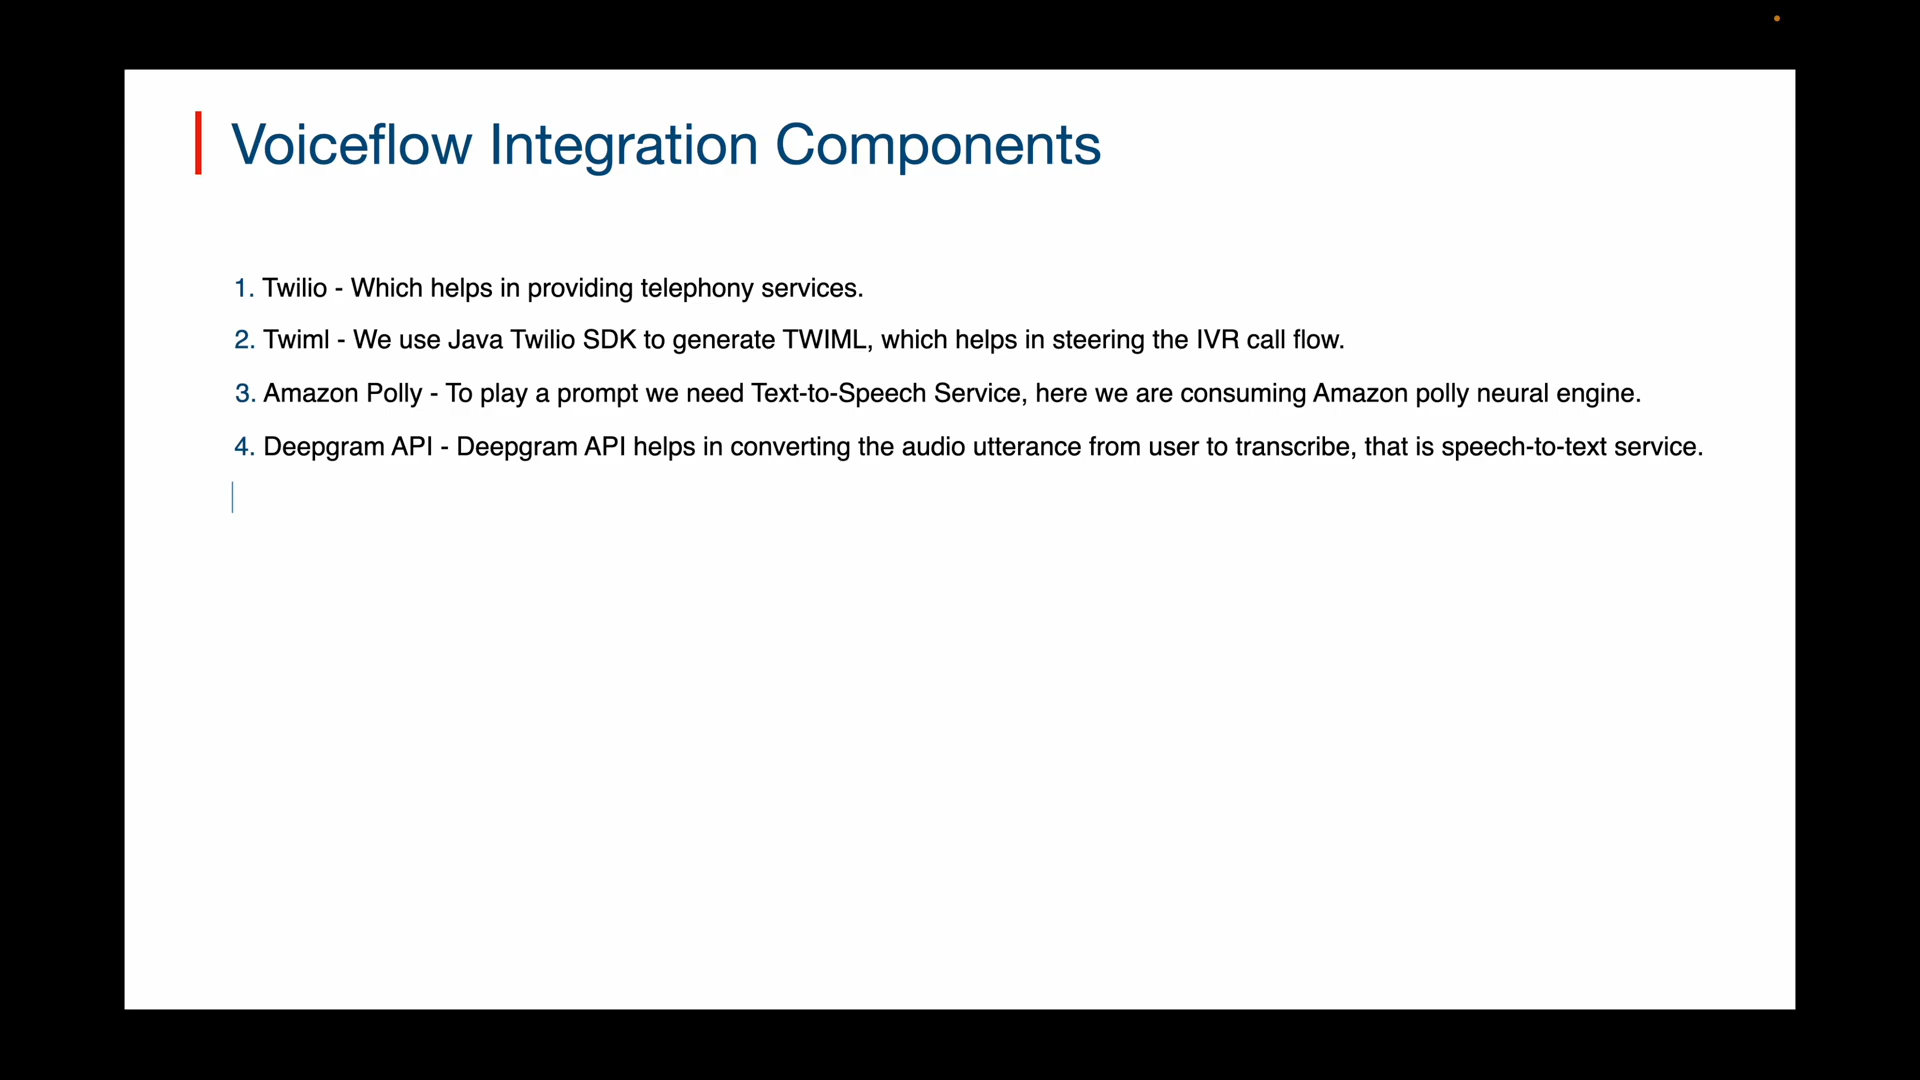 Voiceflow Integration Components
1. Twilio - Which helps in providing telephony services.
2. Twiml - We use Java Twilio SDK to generate TWIML, which helps in steering the IVR call flow.
3. Amazon Polly - To play a prompt we need Text-to-Speech Service, here we are consuming Amazon polly neural engine.
4. Deepgram API - Deepgram API helps in converting the audio utterance from user to transcribe, that is speech-to-text service.